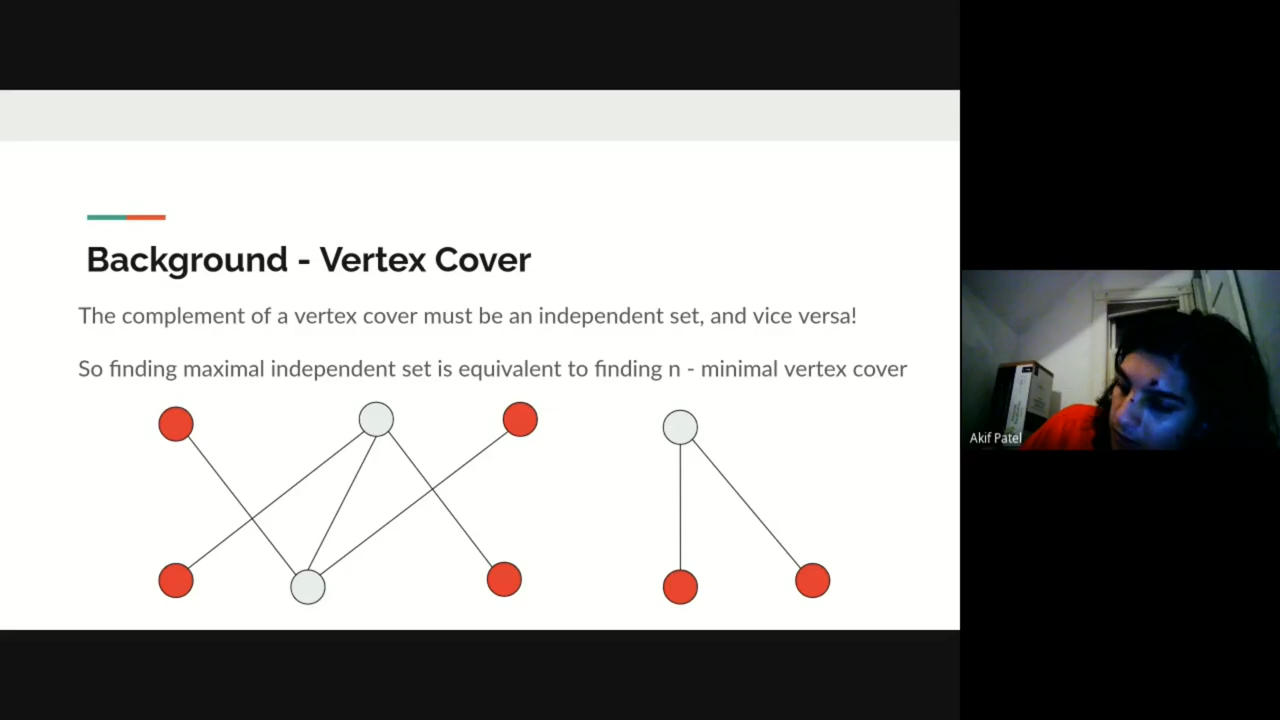 Background - Vertex Cover
The complement of a vertex cover must be an independent set, and vice versa!
So finding maximal independent set is equivalent to finding n - minimal vertex cover
Akif Patel